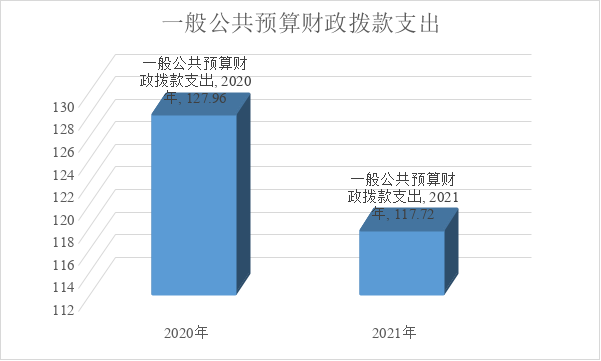 一般公共预算财政拨款支出
一般公共预算财
政拨款支出, 2020
年, 127.96
一般公共预算财
政拨款支出, 2021
年, 117.72
130
128
126
124
122
120
118
116
114
112
2020年
2021年